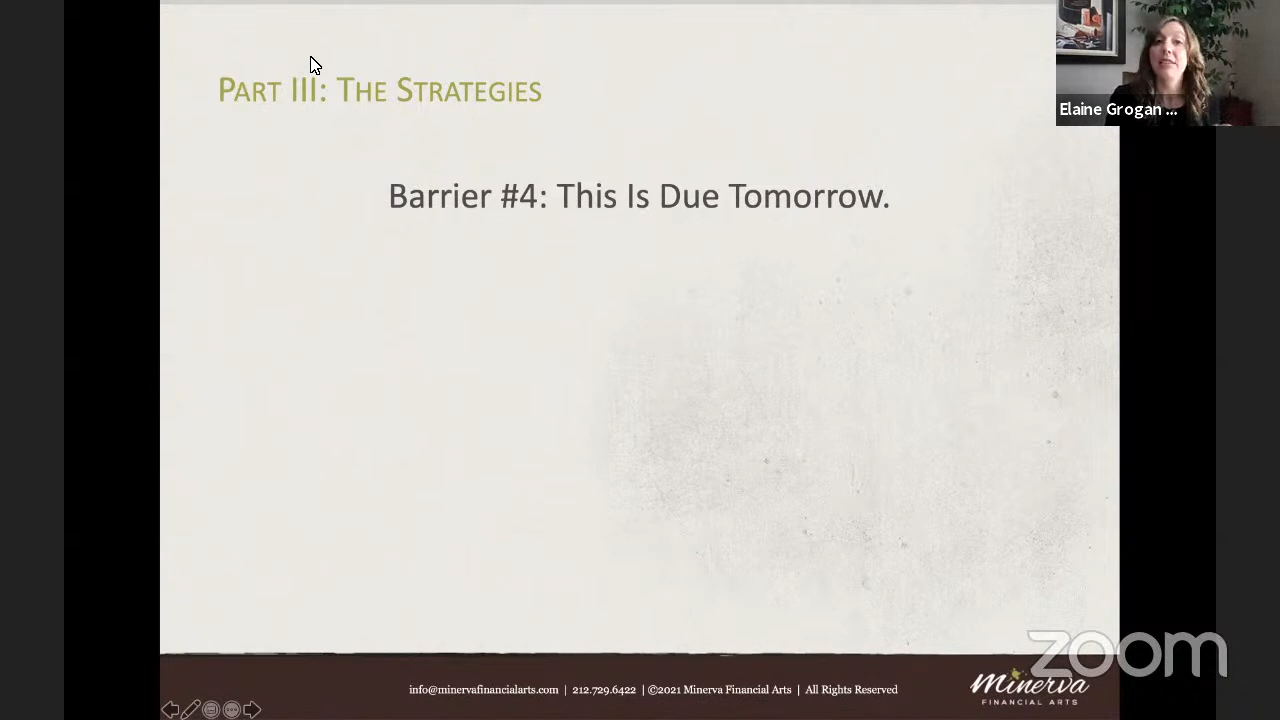 PART III: THE STRATEGIES
Elaine Grogan ...
Barrier #4: This Is Due Tomorrow.
zoom
info@minervafinancialarts.com | 212.729.6422 | ©2021 Minerva Financial Arts | All Rights Reserved
Minerva
FINANCIAL ARTS